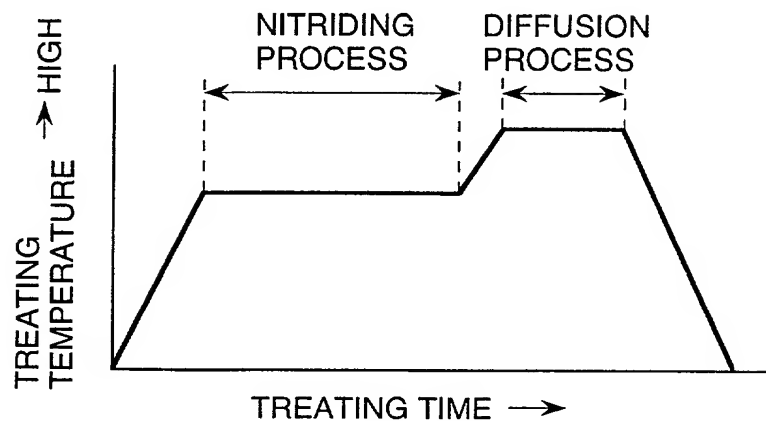 NITRIDING
PROCESS
DIFFUSION
PROCESS
TREATING
TEMPERATURE → HIGH
TREATING TIME →